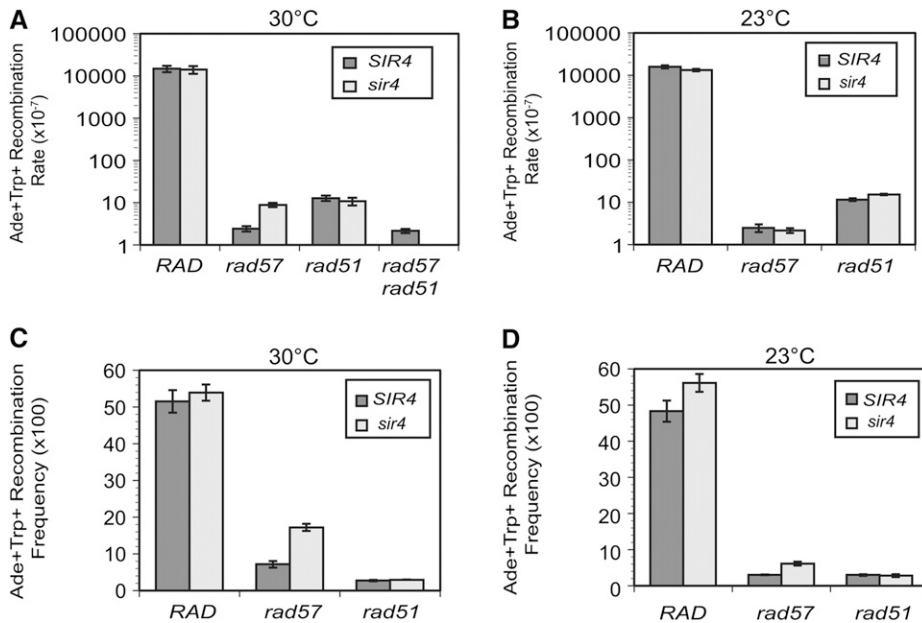 A
30°C
Ade+Trp+ Recombination
Rate (x10-7)
100000
10000
1000
100
10
1
SIR4
sir4
RAD
rad57
rad51
rad57
rad51
B
23°C
Ade+Trp+ Recombination
Rate (x10-7)
100000
10000
1000
100
10
1
SIR4
sir4
RAD
rad57
rad51
C
30°C
Ade+Trp+ Recombination
Frequency (x100)
60
50
40
30
20
10
0
SIR4
sir4
RAD
rad57
rad51
D
23°C
Ade+Trp+ Recombination
Frequency (x100)
60
50
40
30
20
10
0
SIR4
sir4
RAD
rad57
rad51